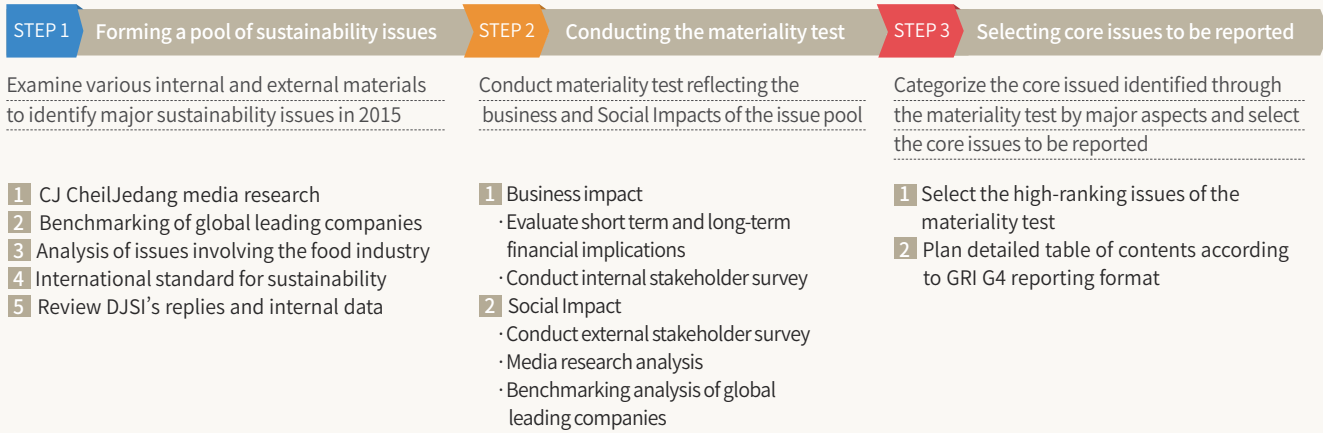 STEP 1 Forming a pool of sustainability issues
Examine various internal and external materials
to identify major sustainability issues in 2015
1 CJ CheilJedang media research
2 Benchmarking of global leading companies
3 Analysis of issues involving the food industry
4 International standard for sustainability
5 Review DJSI's replies and internal data
STEP 2 Conducting the materiality test
Conduct materiality test reflecting the
business and Social Impacts of the issue pool
1 Business impact
· Evaluate short term and long-term
financial implications
· Conduct internal stakeholder survey
2 Social Impact
· Conduct external stakeholder survey
· Media research analysis
· Benchmarking analysis of global
leading companies
STEP 3 Selecting core issues to be reported
Categorize the core issued identified through
the materiality test by major aspects and select
the core issues to be reported
1 Select the high-ranking issues of the
materiality test
2 Plan detailed table of contents according
to GRI G4 reporting format